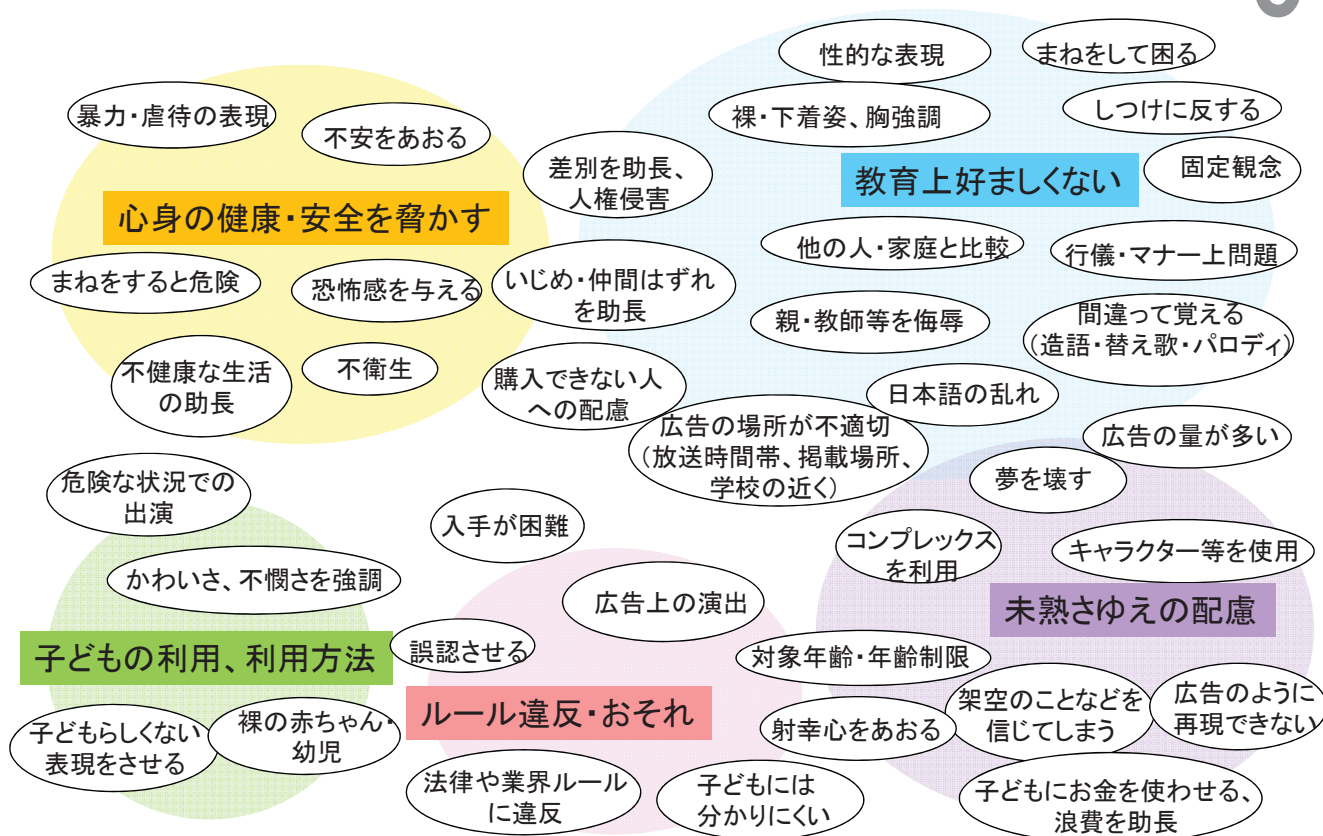 性的な表現
まねをして困る
暴力・虐待の表現
不安をあおる
裸・下着姿、胸強調
しつけに反する
差別を助長、
人権侵害
教育上好ましくない
固定観念
心身の健康・安全を脅かす
他の人・家庭と比較
行儀・マナー上問題
まねをすると危険
恐怖感を与える
いじめ・仲間はずれ
を助長
親・教師等を侮辱
間違って覚える
(造語・替え歌・パロディ)
不健康な生活
の助長
不衛生
購入できない人
への配慮
日本語の乱れ
広告の場所が不適切
(放送時間帯、掲載場所、
学校の近く)
広告の量が多い
夢を壊す
危険な状況での
出演
入手が困難
コンプレックス
を利用
キャラクター等を使用
かわいさ、不憫さを強調
広告上の演出
未熟さゆえの配慮
子どもの利用、利用方法
誤認させる
対象年齢・年齢制限
ルール違反・おそれ
射幸心をあおる
架空のことなどを
信じてしまう
広告のように
再現できない
子どもらしくない
表現をさせる
裸の赤ちゃん・
幼児
法律や業界ルール
に違反
子どもには
分かりにくい
子どもにお金を使わせる、
浪費を助長